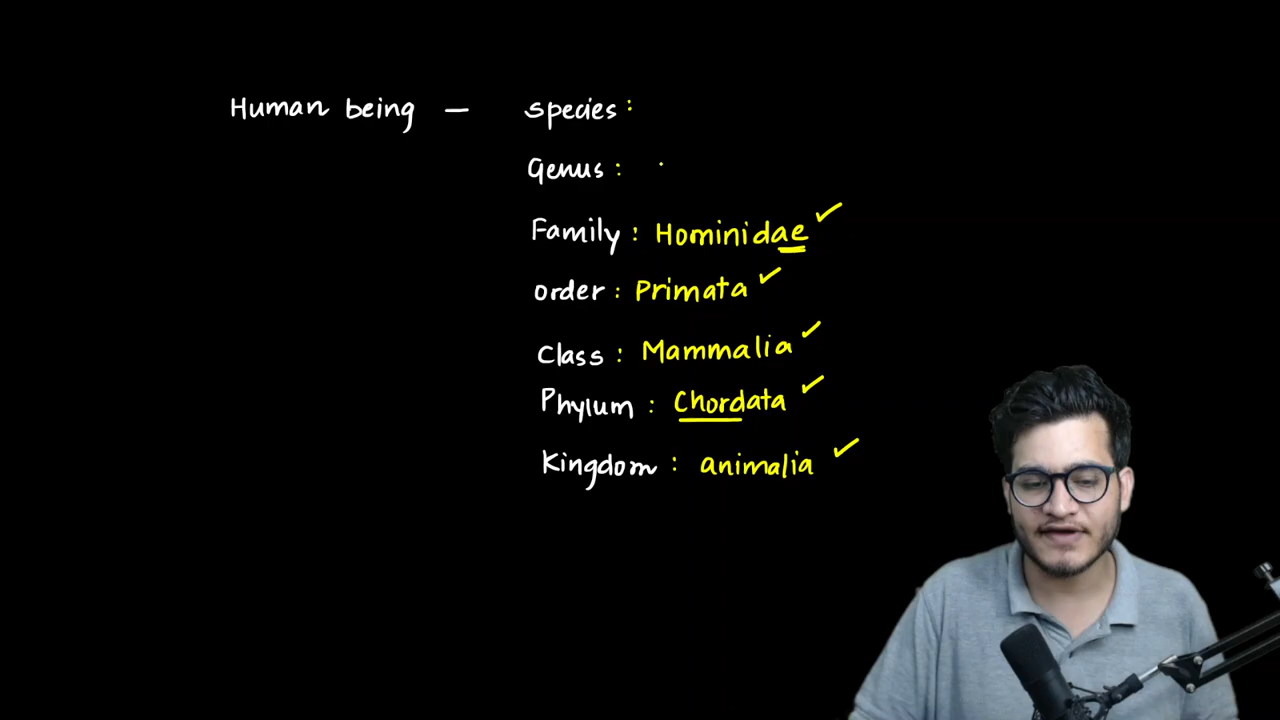 Human being — species :
Genus :
Family : Hominidae
order : Primata
Class : Mammalia
Phylum : Chordata
Kingdom : animalia